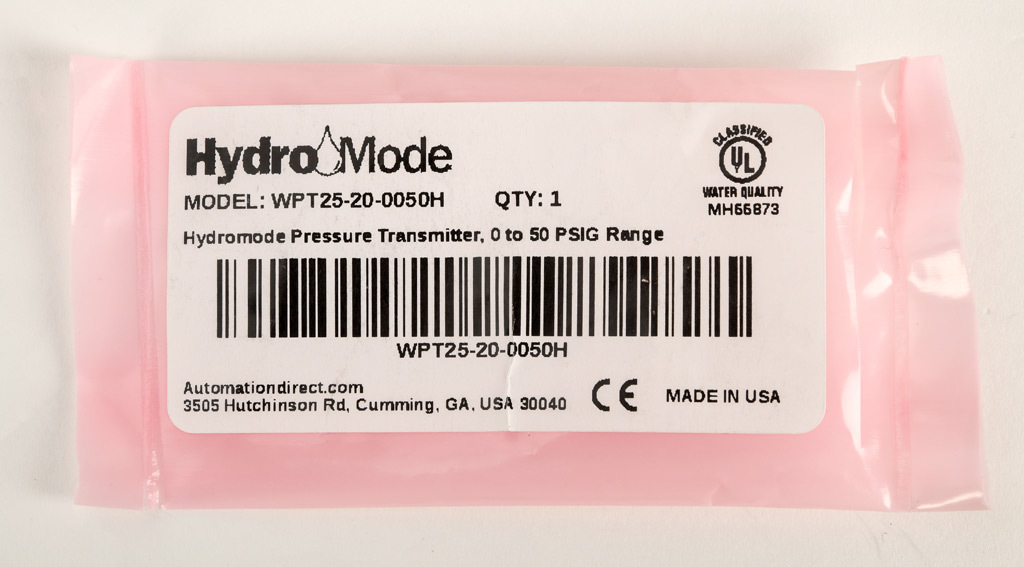 HydroMode
CLASSIFIED
UL
WATER QUALITY
MH66873
MODEL: WPT25-20-0050H QTY: 1
Hydromode Pressure Transmitter, 0 to 50 PSIG Range
WPT25-20-0050H
Automationdirect.com
3505 Hutchinson Rd, Cumming, GA, USA 30040
CE
MADE IN USA